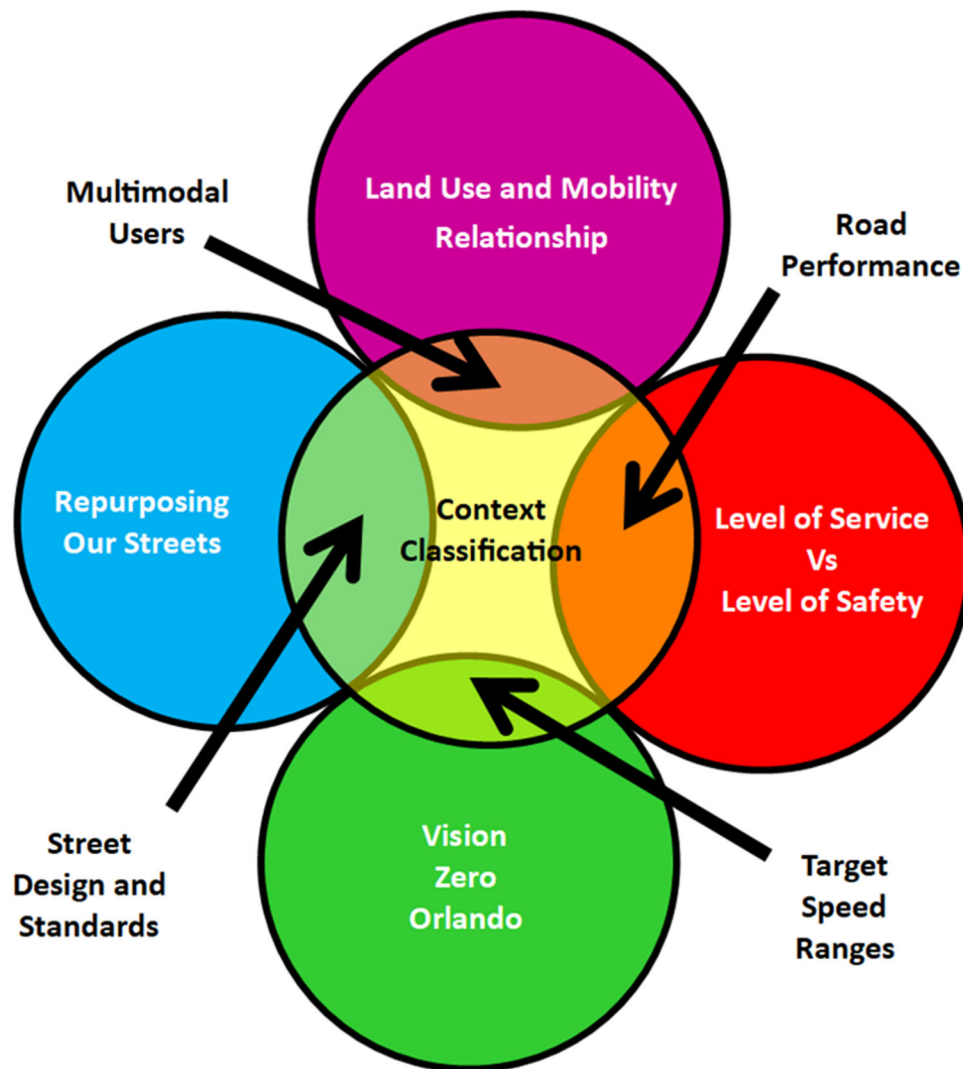 Land Use and Mobility
Relationship
Multimodal
Users
Road
Performance
Repurposing
Our Streets
Context
Classification
Level of Service
Vs
Level of Safety
Vision
Zero
Orlando
Street
Design and
Standards
Target
Speed
Ranges